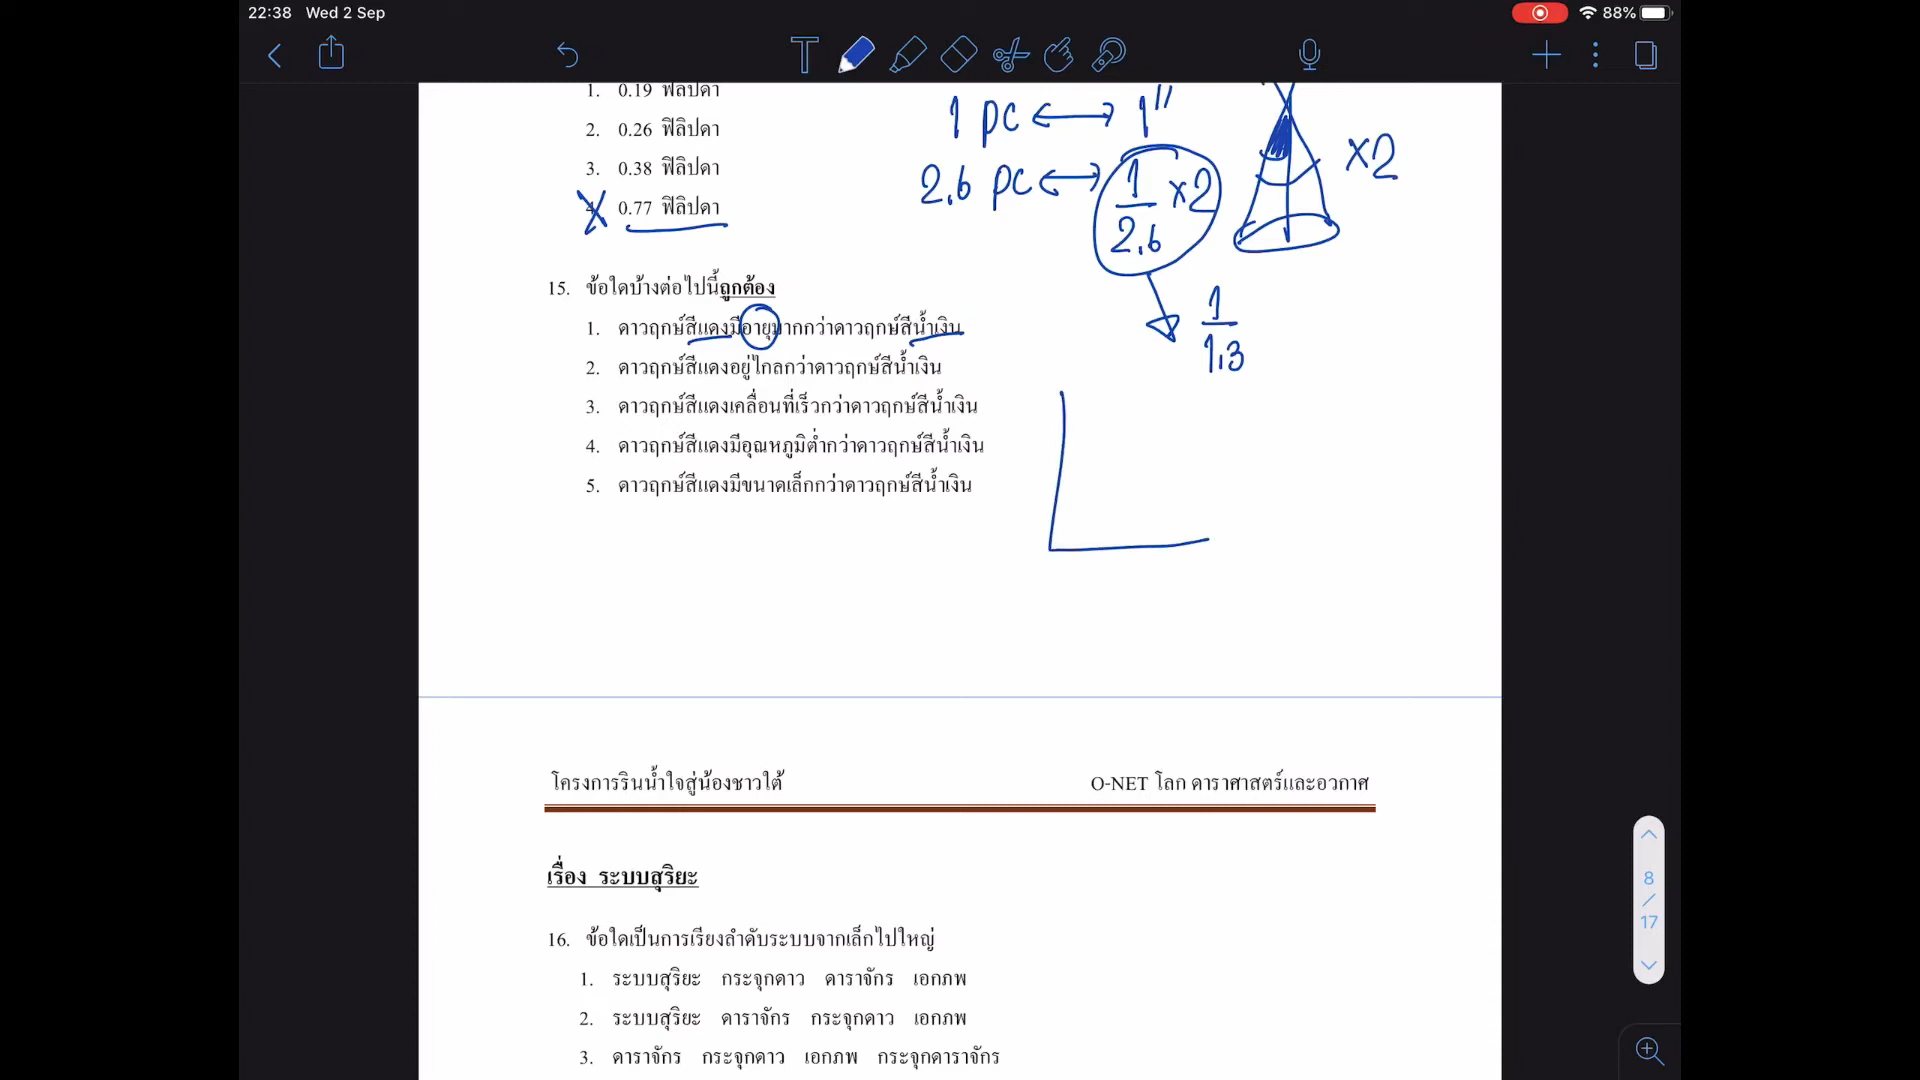 22:38 Wed 2 Sep
88%
1. 0.19 ฟิลิปดา
2. 0.26 ฟิลิปดา
3. 0.38 ฟิลิปดา
4. 0.77 ฟิลิปดา
1 pc ↔ 1"
2.6 pc ↔ 1/2.6 x2
x2
1/1.3
15. ข้อใดบ้างต่อไปนี้ถูกต้อง
1. ดาวฤกษ์สีแดงมีอายุมากกว่าดาวฤกษ์สีน้ำเงิน
2. ดาวฤกษ์สีแดงอยู่ไกลกว่าดาวฤกษ์สีน้ำเงิน
3. ดาวฤกษ์สีแดงเคลื่อนที่เร็วกว่าดาวฤกษ์สีน้ำเงิน
4. ดาวฤกษ์สีแดงมีอุณหภูมิต่ำกว่าดาวฤกษ์สีน้ำเงิน
5. ดาวฤกษ์สีแดงมีขนาดเล็กกว่าดาวฤกษ์สีน้ำเงิน
โครงการรินน้ำใจสู่น้องชาวใต้ O-NET โลก ดาราศาสตร์และอวกาศ
เรื่อง ระบบสุริยะ
16. ข้อใดเป็นการเรียงลำดับระบบจากเล็กไปใหญ่
1. ระบบสุริยะ กระจุกดาว ดาราจักร เอกภพ
2. ระบบสุริยะ ดาราจักร กระจุกดาว เอกภพ
3. ดาราจักร กระจุกดาว เอกภพ กระจุกดาราจักร
8
/
17